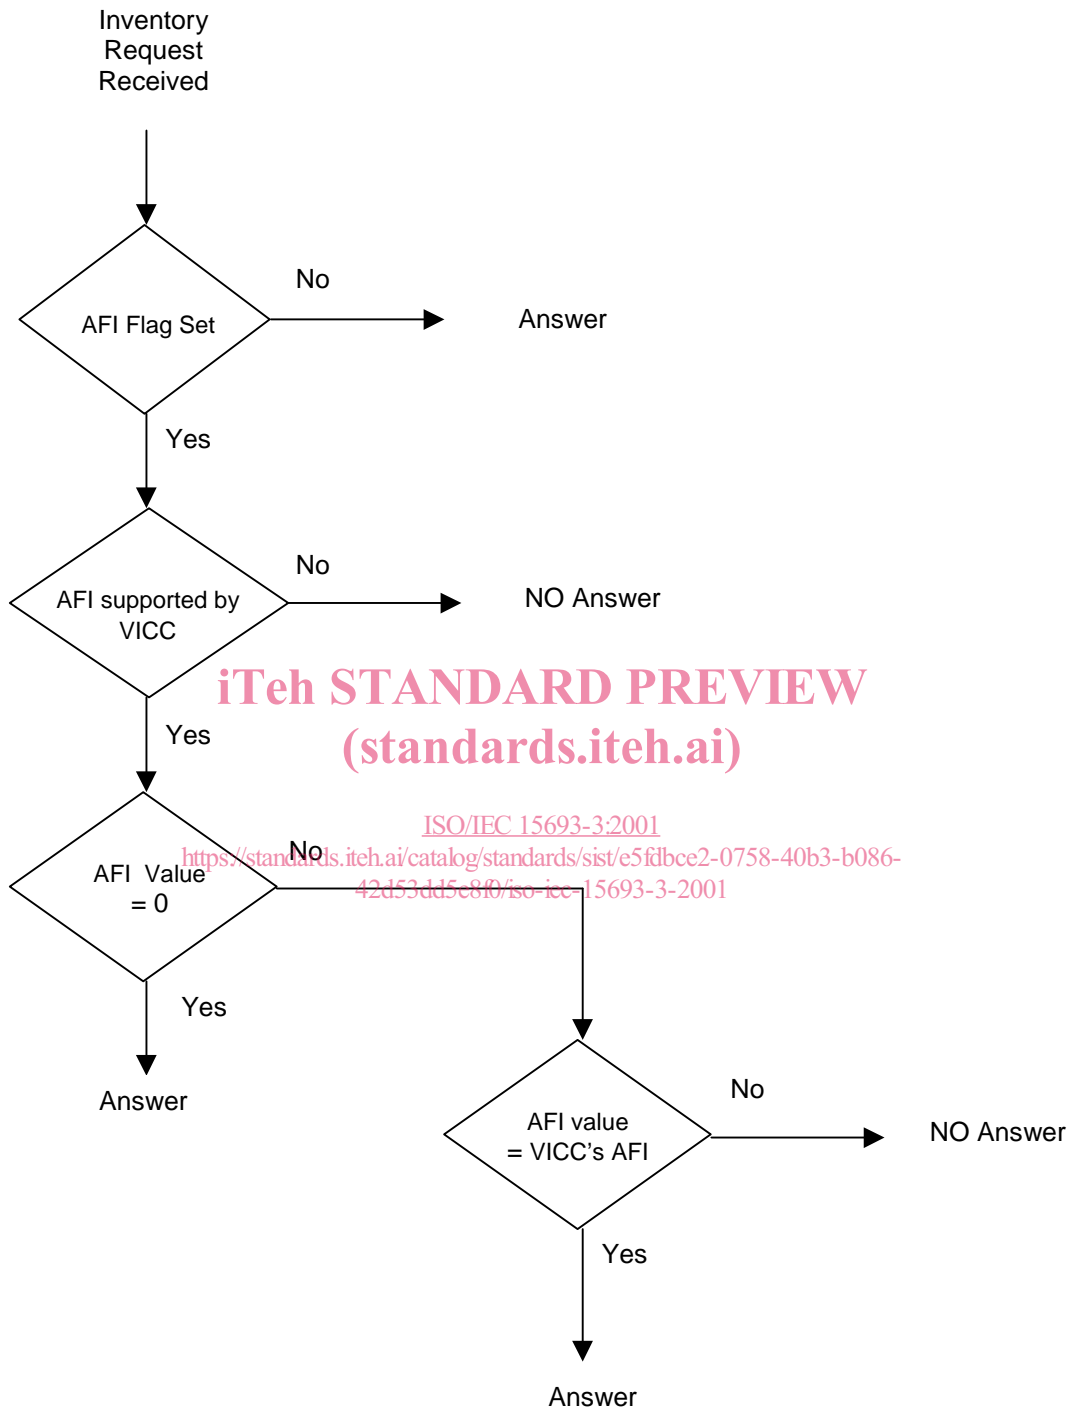 Inventory
Request
Received
No
AFI Flag Set
Answer
Yes
No
AFI supported by
VICC
NO Answer
iTeh STANDARD PREVIEW
(standards.iteh.ai)
Yes
ISO/IEC 15693-3:2001
No
https://standards.iteh.ai/catalog/standards/sist/e5fdbce2-0758-40b3-b086-
42d53dd5e8f0/iso-iec-15693-3-2001
AFI Value
= 0
Yes
Answer
No
AFI value
= VICC's AFI
NO Answer
Yes
Answer